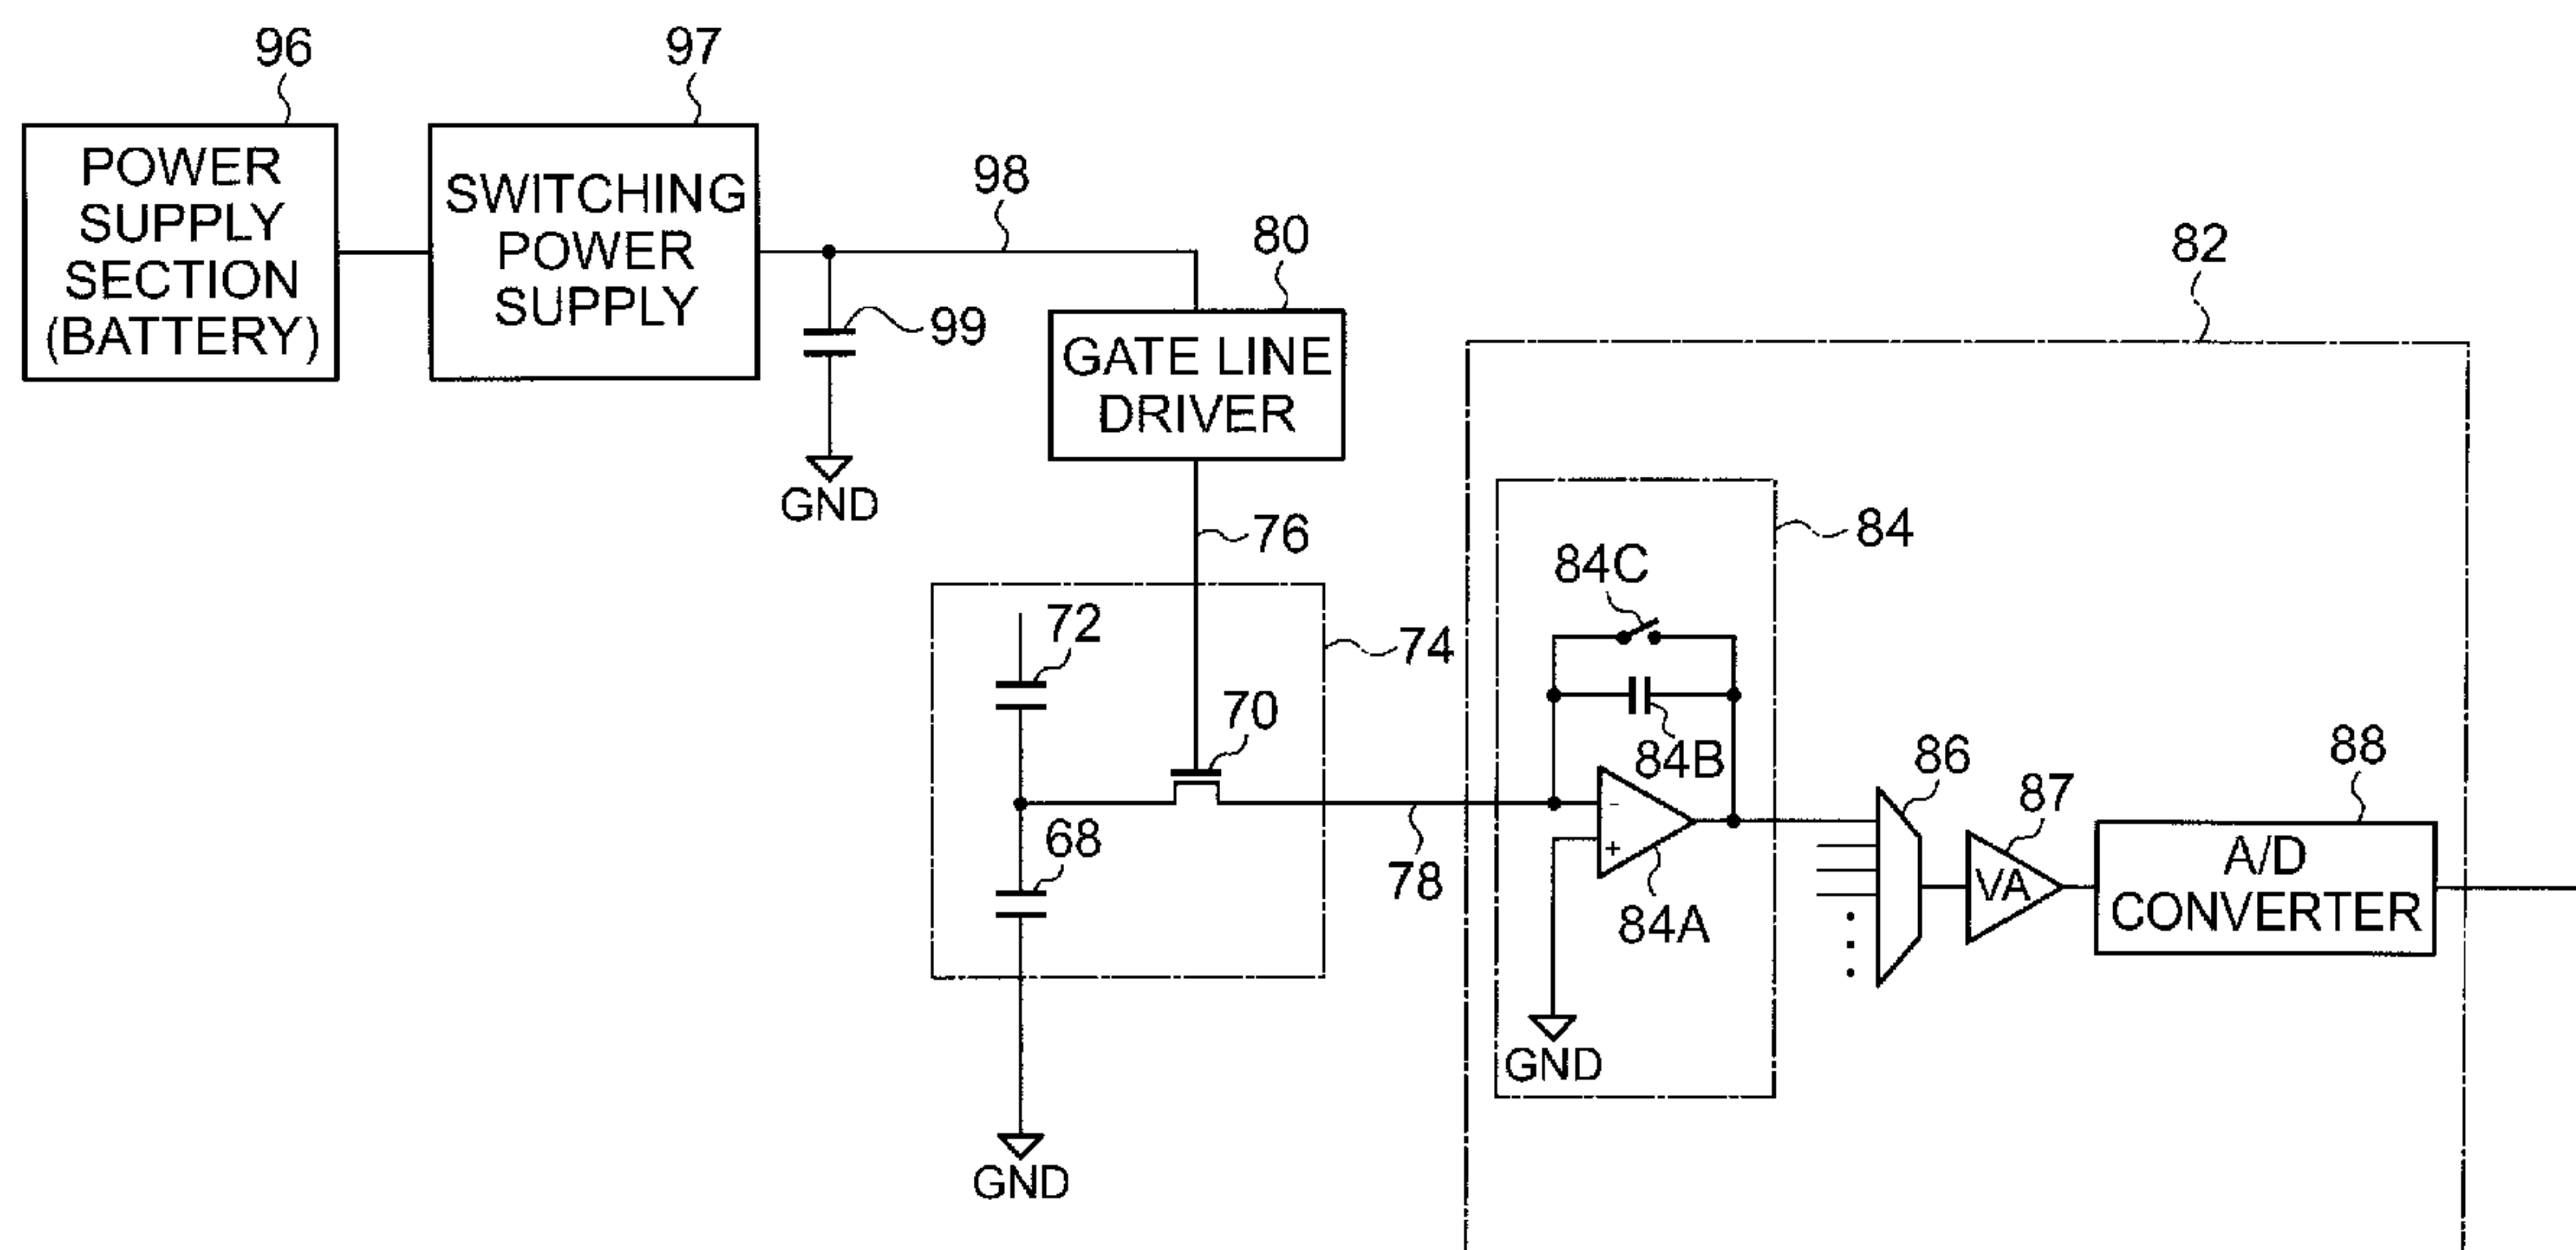 96
97
POWER
SUPPLY
SECTION
(BATTERY)
SWITCHING
POWER
SUPPLY
98
99
GND
80
GATE LINE
DRIVER
82
76
84
84C
72
74
70
84B
68
78
-
+
84A
GND
86
87
VA
88
A/D
CONVERTER
GND